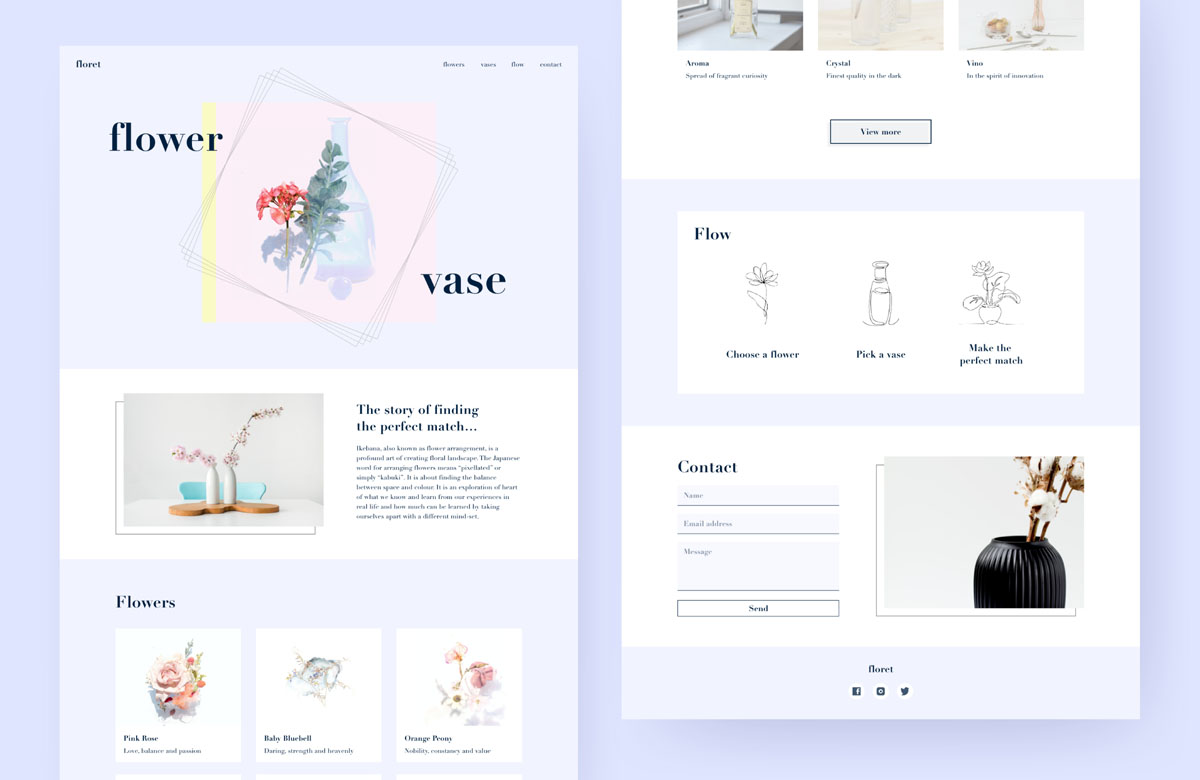 floret
flowers vases flow contact
flower
vase
The story of finding
the perfect match...
Ikebana, also known as flower arrangement, is a
profound art of creating floral landscape. The Japanese
word for arranging flowers means “pixellated” or
simply “kabuki”. It is about finding the balance
between space and colour. It is an exploration of heart
of what we know and learn from our experiences in
real life and how much can be learned by taking
ourselves apart with a different mind-set.
Flowers
Pink Rose
Love, balance and passion
Baby Bluebell
Daring, strength and heavenly
Orange Peony
Nobility, constancy and value
Aroma
Spread of fragrant curiosity
Crystal
Finest quality in the dark
Vino
In the spirit of innovation
View more
Flow
Choose a flower
Pick a vase
Make the
perfect match
Contact
Name
Email address
Message
Send
floret